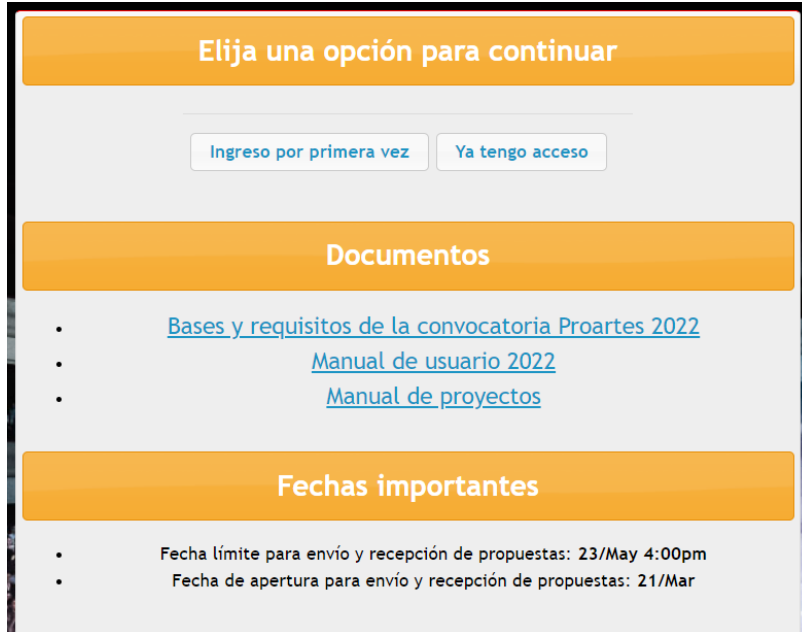 Elija una opción para continuar
Ingreso por primera vez Ya tengo acceso
Documentos
Bases y requisitos de la convocatoria Proartes 2022
Manual de usuario 2022
Manual de proyectos
Fechas importantes
Fecha límite para envío y recepción de propuestas: 23/May 4:00pm
Fecha de apertura para envío y recepción de propuestas: 21/Mar